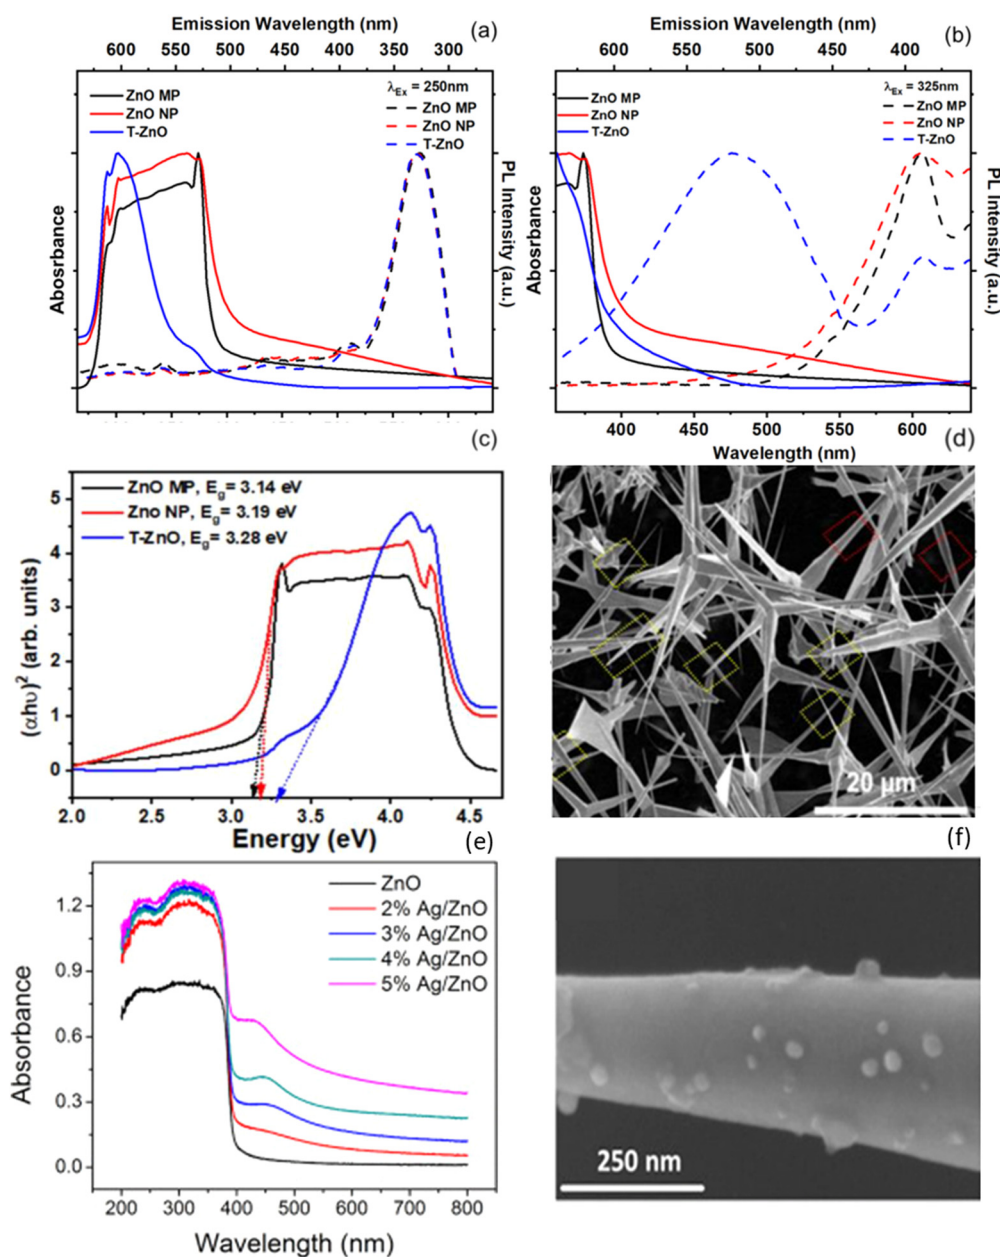 Emission Wavelength (nm)
(a)
600 550 500 450 400 350 300
Absorbance
ZnO MP
ZnO NP
T-ZnO
λEx = 250nm
ZnO MP
ZnO NP
T-ZnO
PL Intensity (a.u.)
Emission Wavelength (nm)
(b)
600 550 500 450 400 390
Abosrbance
ZnO MP
ZnO NP
T-ZnO
λEx = 325nm
ZnO MP
ZnO NP
T-ZnO
PL Intensity (a.u.)
400 450 500 550 600
Wavelength (nm)
(c)
ZnO MP, Eg= 3.14 eV
Zno NP, Eg= 3.19 eV
T-ZnO, Eg= 3.28 eV
(αhυ)2 (arb. units)
5
4
3
2
1
0
2.0 2.5 3.0 3.5 4.0 4.5
Energy (eV)
(d)
20 µm
(e)
ZnO
2% Ag/ZnO
3% Ag/ZnO
4% Ag/ZnO
5% Ag/ZnO
Absorbance
1.2
0.9
0.6
0.3
0.0
200 300 400 500 600 700 800
Wavelength (nm)
(f)
250 nm